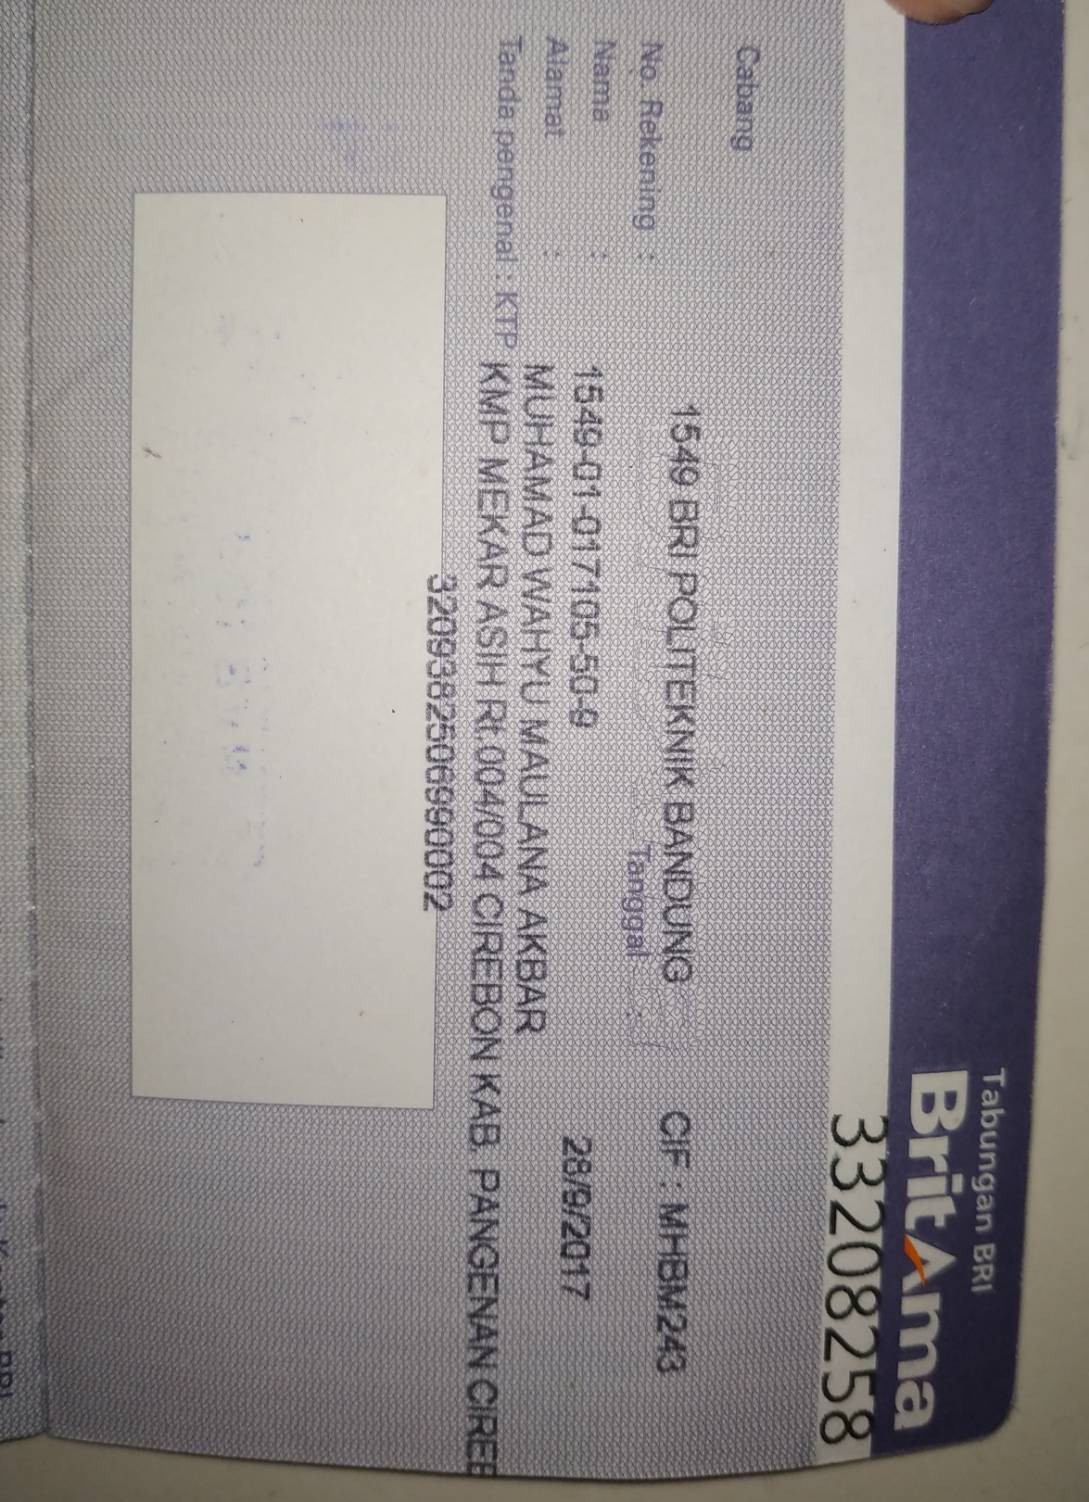 Tabungan BRI
BritAma
33208258
Cabang
1549 BRI POLITEKNIK BANDUNG CIF : MHBM243
No. Rekening : Tanggal :
1549-01-017105-50-9 28/9/2017
Nama :
MUHAMAD WAHYU MAULANA AKBAR
Alamat :
KMP MEKAR ASIH Rt.004/004 CIREBON KAB. PANGENAN CIREB
Tanda pengenal : KTP
3209382506990002